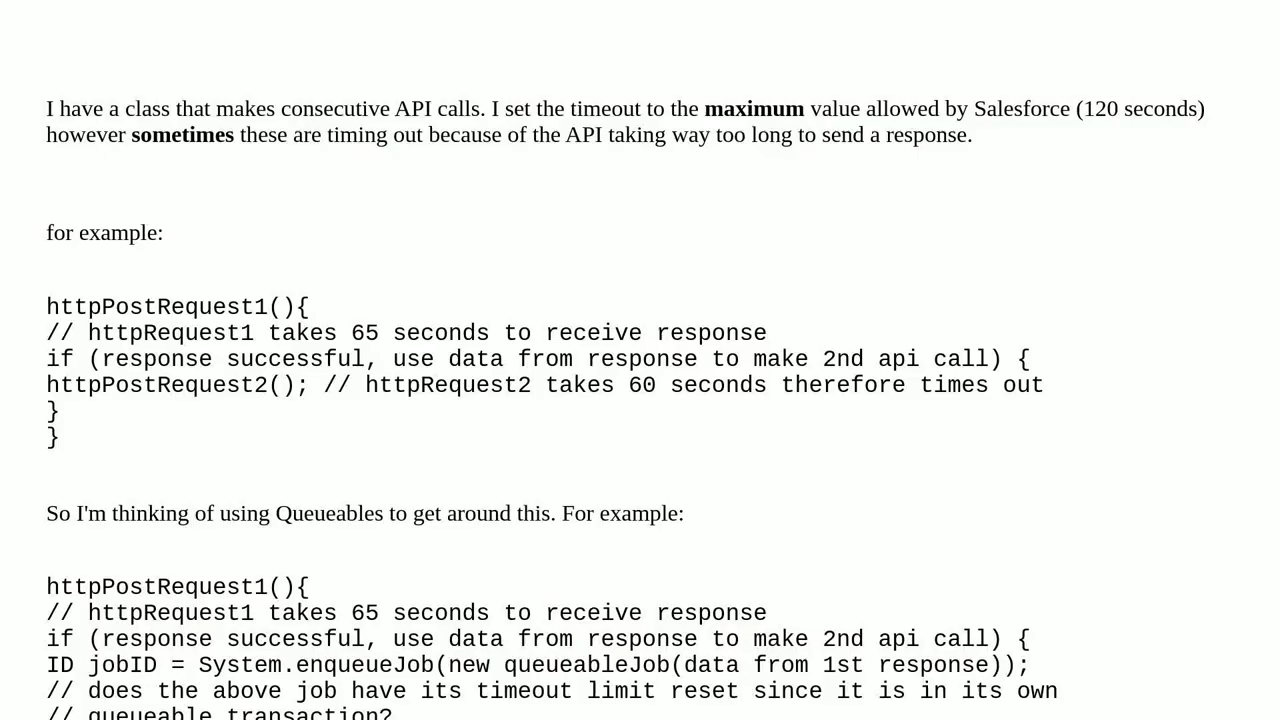 I have a class that makes consecutive API calls. I set the timeout to the maximum value allowed by Salesforce (120 seconds)
however sometimes these are timing out because of the API taking way too long to send a response.
for example:
httpPostRequest1(){
// httpRequest1 takes 65 seconds to receive response
if (response successful, use data from response to make 2nd api call) {
httpPostRequest2(); // httpRequest2 takes 60 seconds therefore times out
}
}
So I'm thinking of using Queueables to get around this. For example:
httpPostRequest1(){
// httpRequest1 takes 65 seconds to receive response
if (response successful, use data from response to make 2nd api call) {
ID jobID = System.enqueueJob(new queueableJob(data from 1st response));
// does the above job have its timeout limit reset since it is in its own
// queueable transaction?